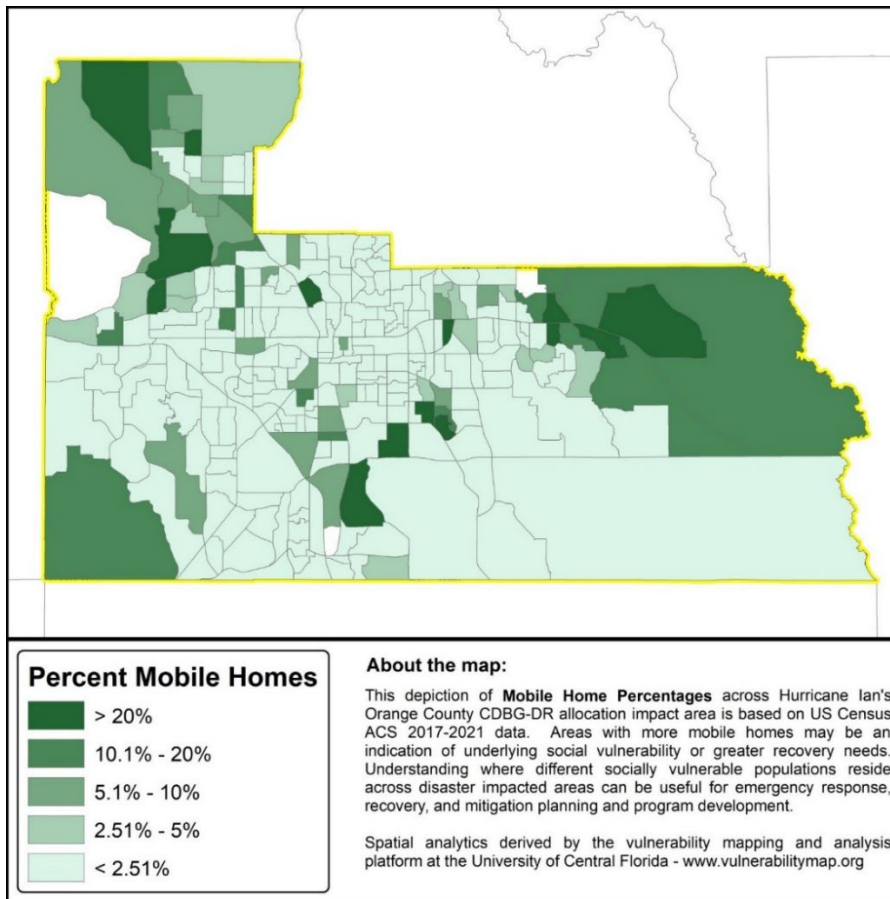 Percent Mobile Homes
> 20%
10.1% - 20%
5.1% - 10%
2.51% - 5%
< 2.51%
About the map:
This depiction of Mobile Home Percentages across Hurricane Ian's
Orange County CDBG-DR allocation impact area is based on US Census
ACS 2017-2021 data. Areas with more mobile homes may be an
indication of underlying social vulnerability or greater recovery needs.
Understanding where different socially vulnerable populations reside
across disaster impacted areas can be useful for emergency response,
recovery, and mitigation planning and program development.
Spatial analytics derived by the vulnerability mapping and analysis
platform at the University of Central Florida - www.vulnerabilitymap.org